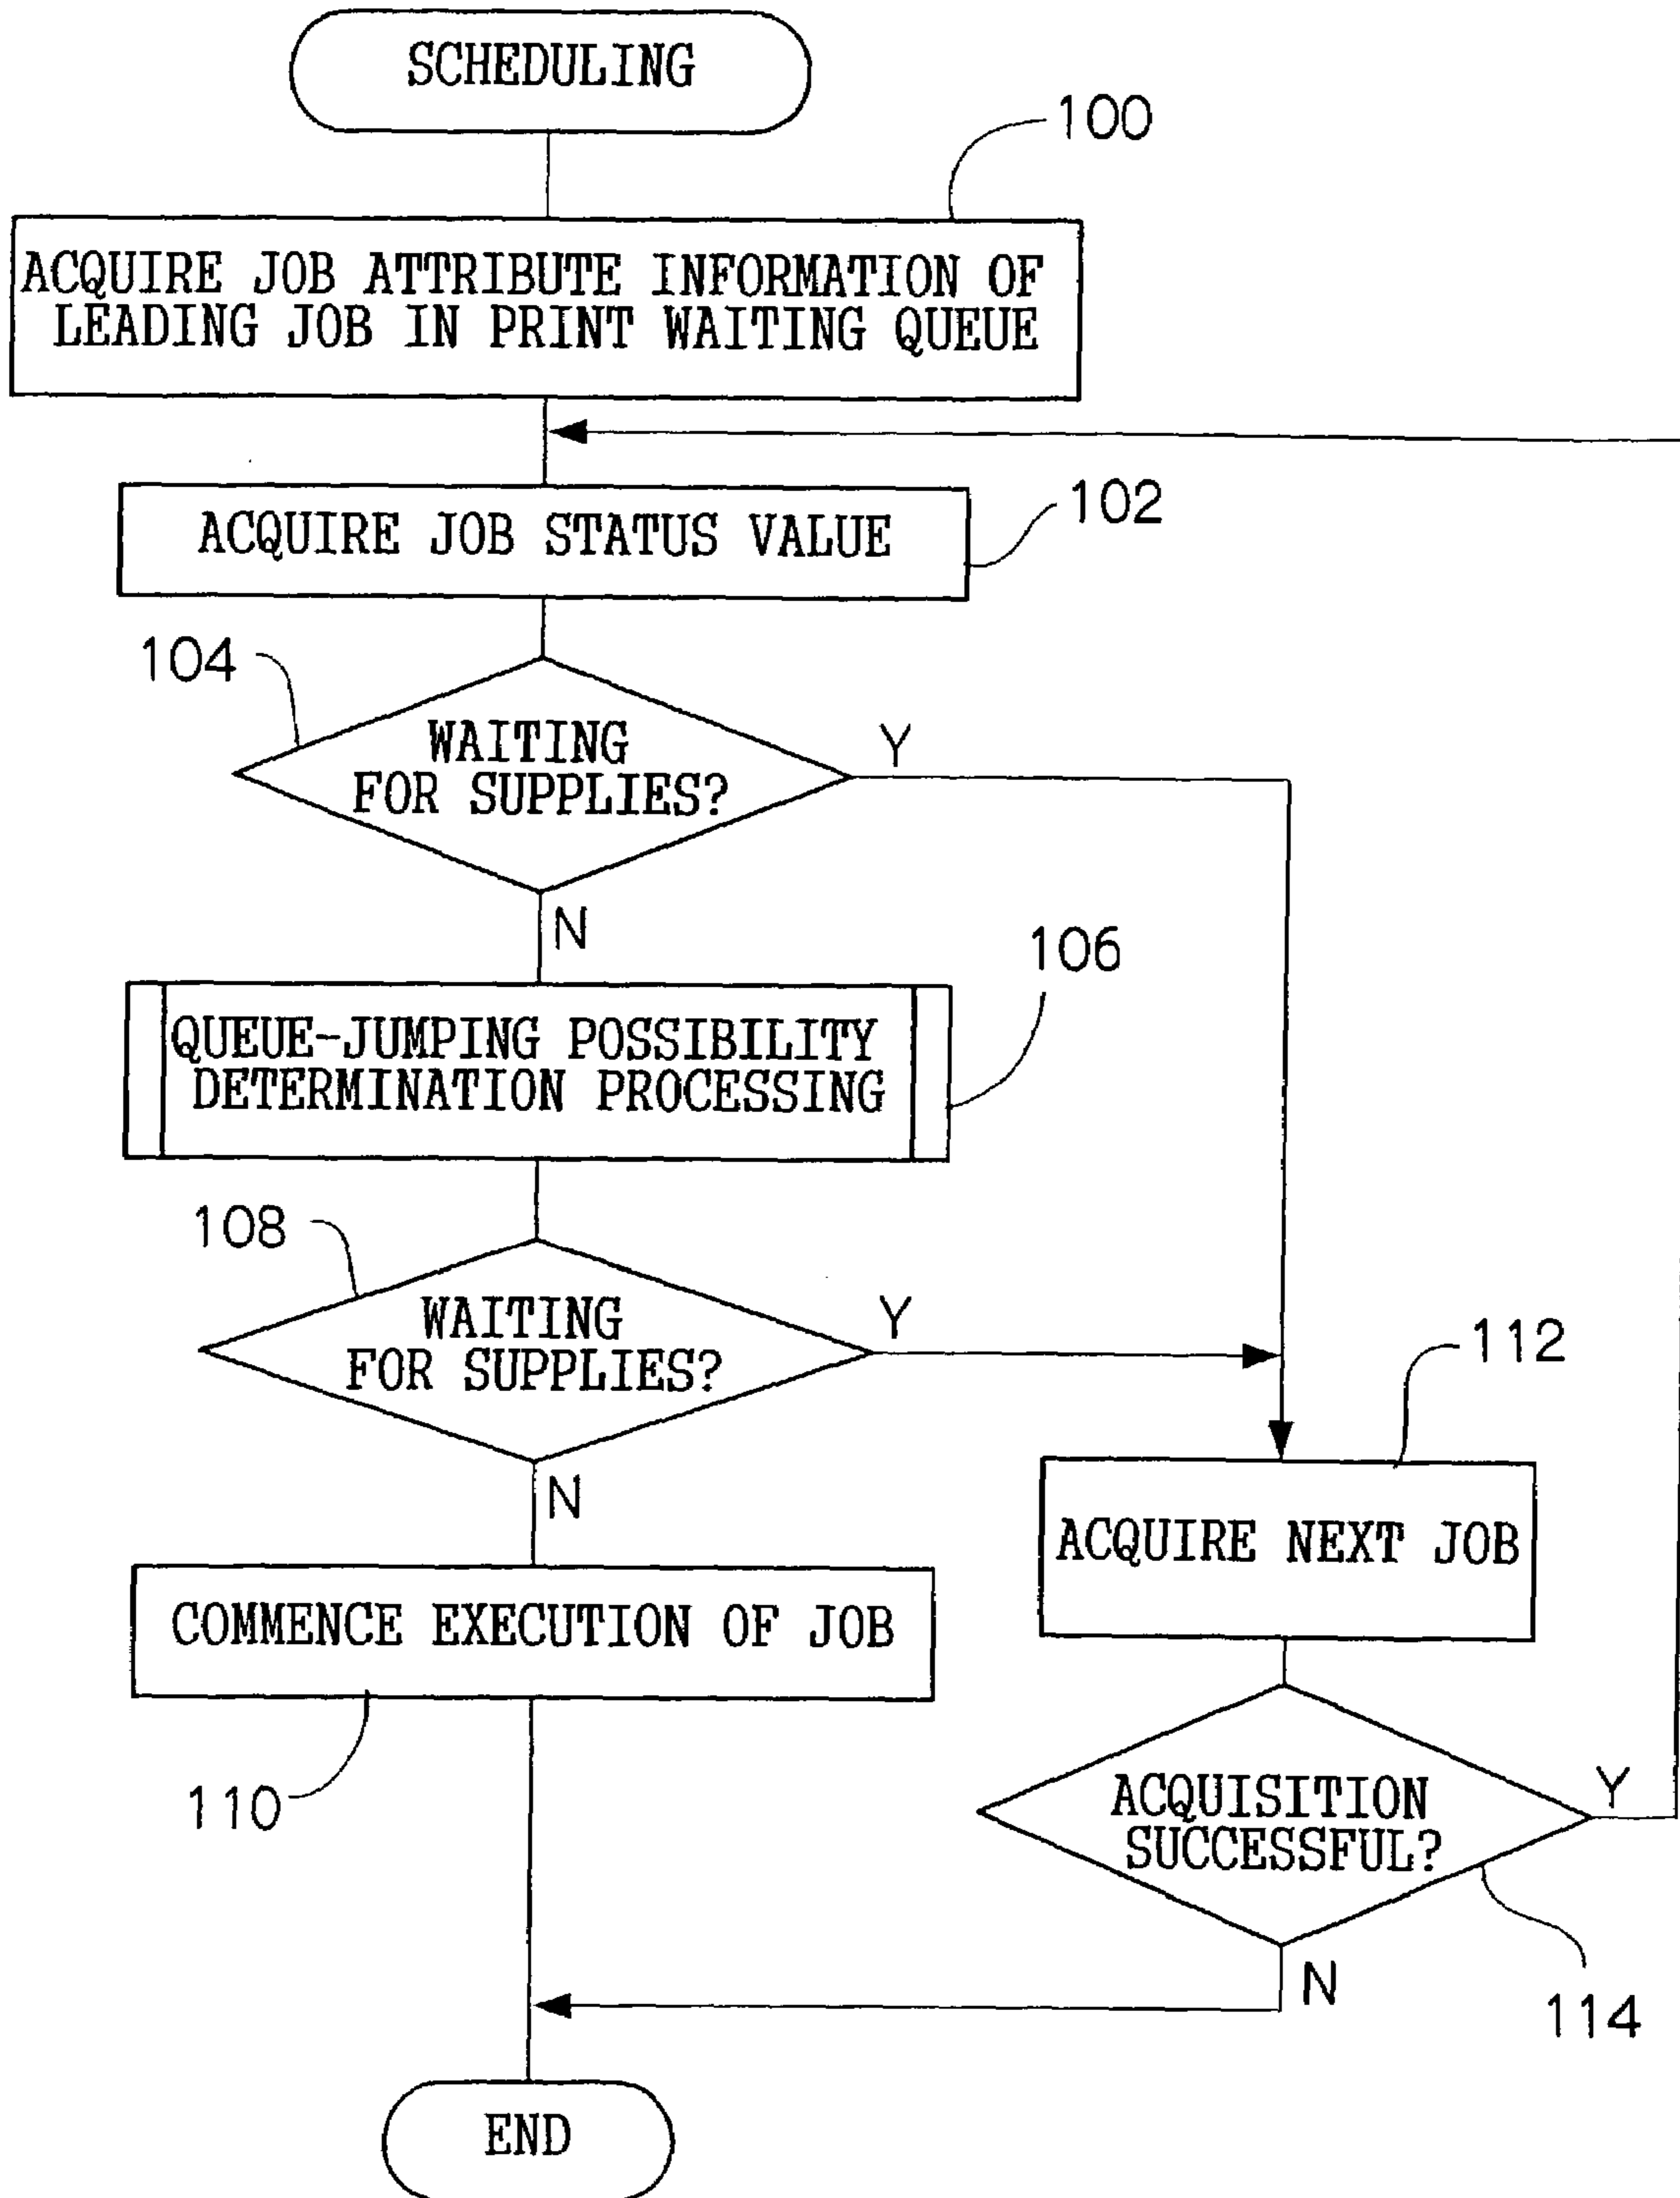 SCHEDULING
100
ACQUIRE JOB ATTRIBUTE INFORMATION OF
LEADING JOB IN PRINT WAITING QUEUE
102
ACQUIRE JOB STATUS VALUE
104
WAITING
FOR SUPPLIES?
Y
N
106
QUEUE-JUMPING POSSIBILITY
DETERMINATION PROCESSING
108
WAITING
FOR SUPPLIES?
Y
N
112
ACQUIRE NEXT JOB
COMMENCE EXECUTION OF JOB
110
ACQUISITION
SUCCESSFUL?
Y
N
114
END